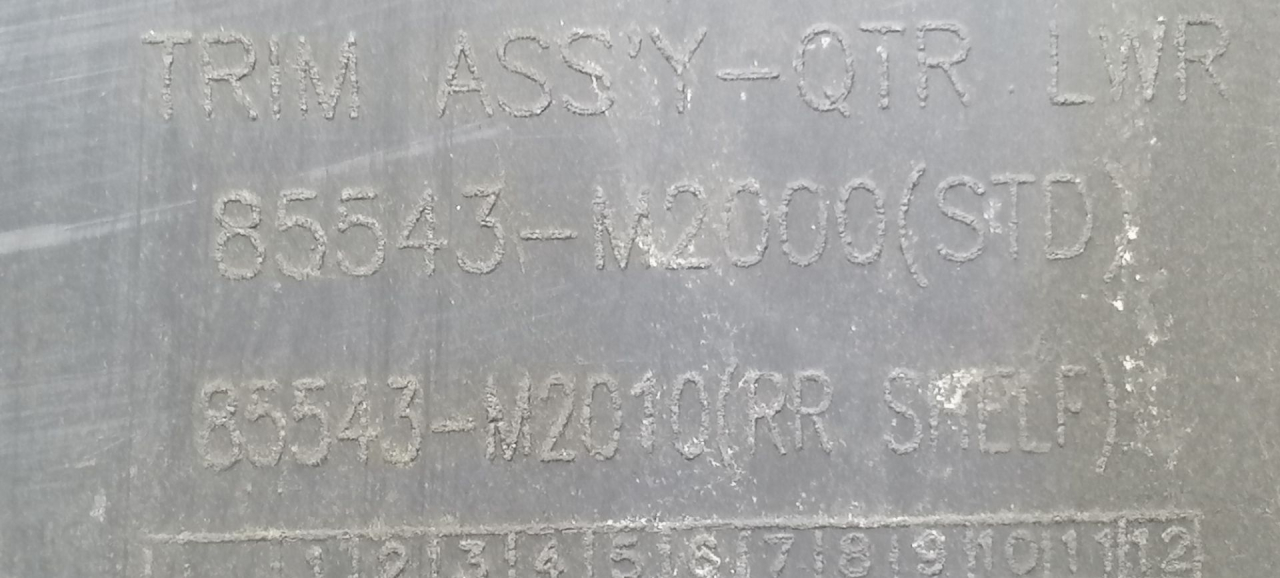 TRIM ASS'Y-QTR . LWR
85543-M2000(STD)
85543-M2010(RR SHELF)
1 2 3 4 5 6 7 8 9 10 11 12